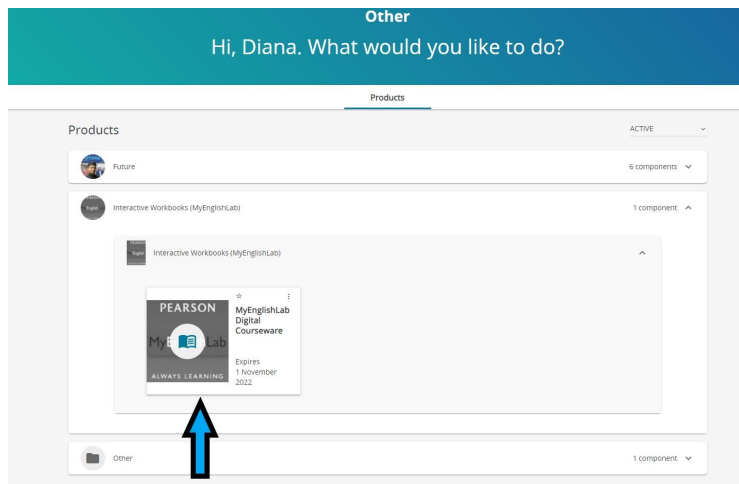 Other
Hi, Diana. What would you like to do?
Products
Products
ACTIVE
Future
6 components
Interactive Workbooks (MyEnglishLab)
1 component
Interactive Workbooks (MyEnglishLab)
PEARSON
ALWAYS LEARNING
MyEnglishLab
Digital
Courseware
Expires
1 November
2022
Other
1 component